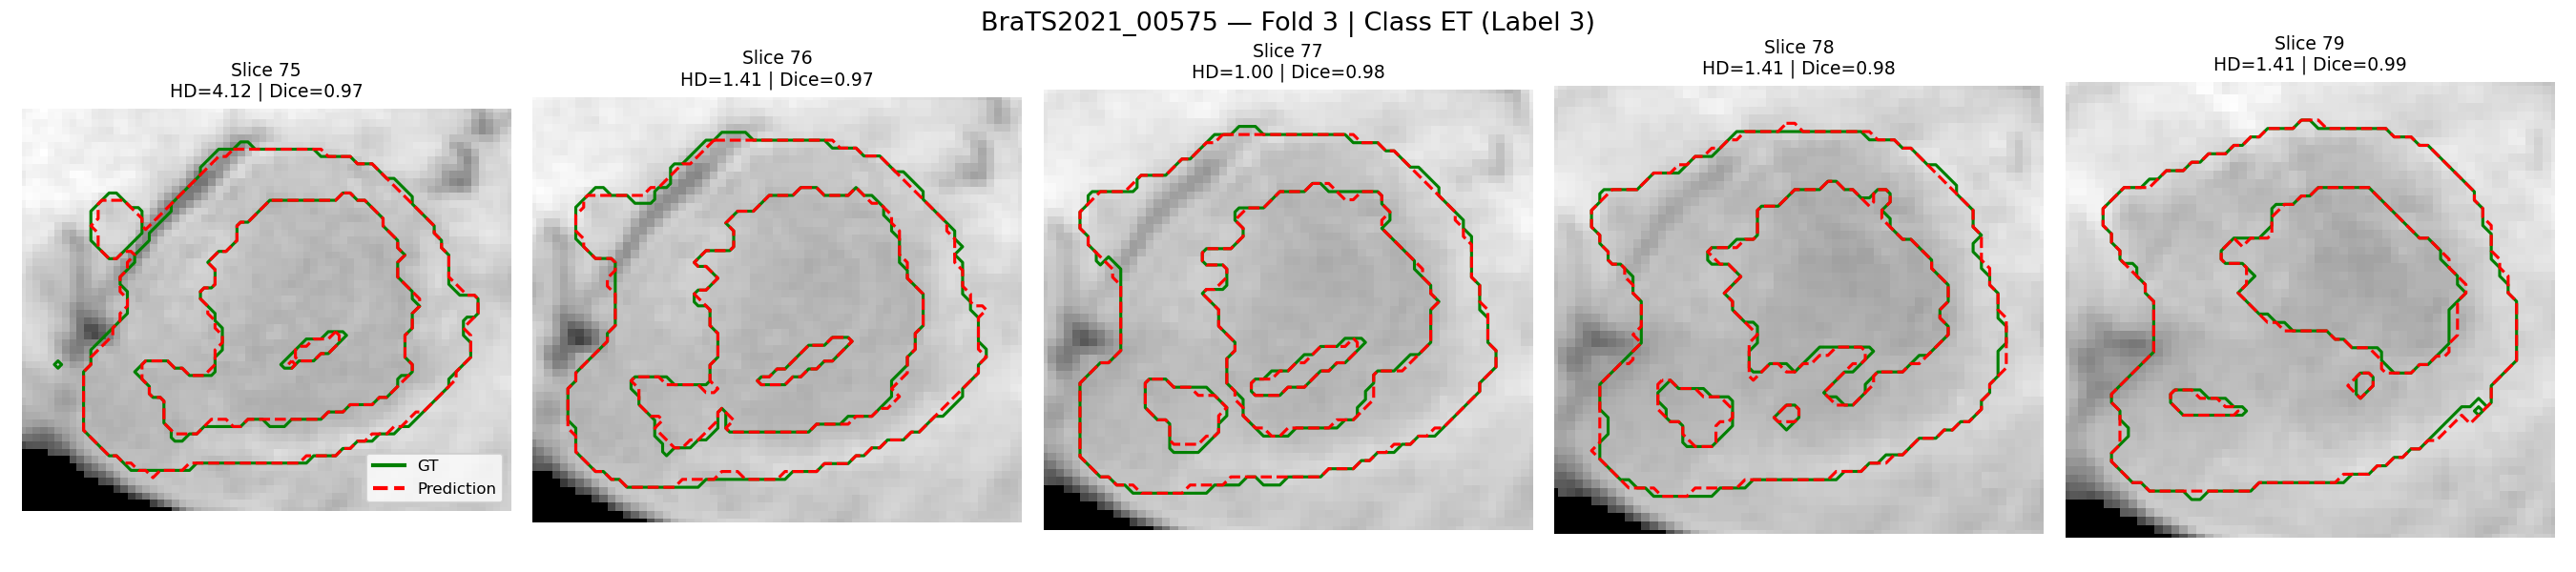 BraTS2021_00575 — Fold 3 | Class ET (Label 3)
Slice 75
HD=4.12 | Dice=0.97
Slice 76
HD=1.41 | Dice=0.97
Slice 77
HD=1.00 | Dice=0.98
Slice 78
HD=1.41 | Dice=0.98
Slice 79
HD=1.41 | Dice=0.99
GT
Prediction